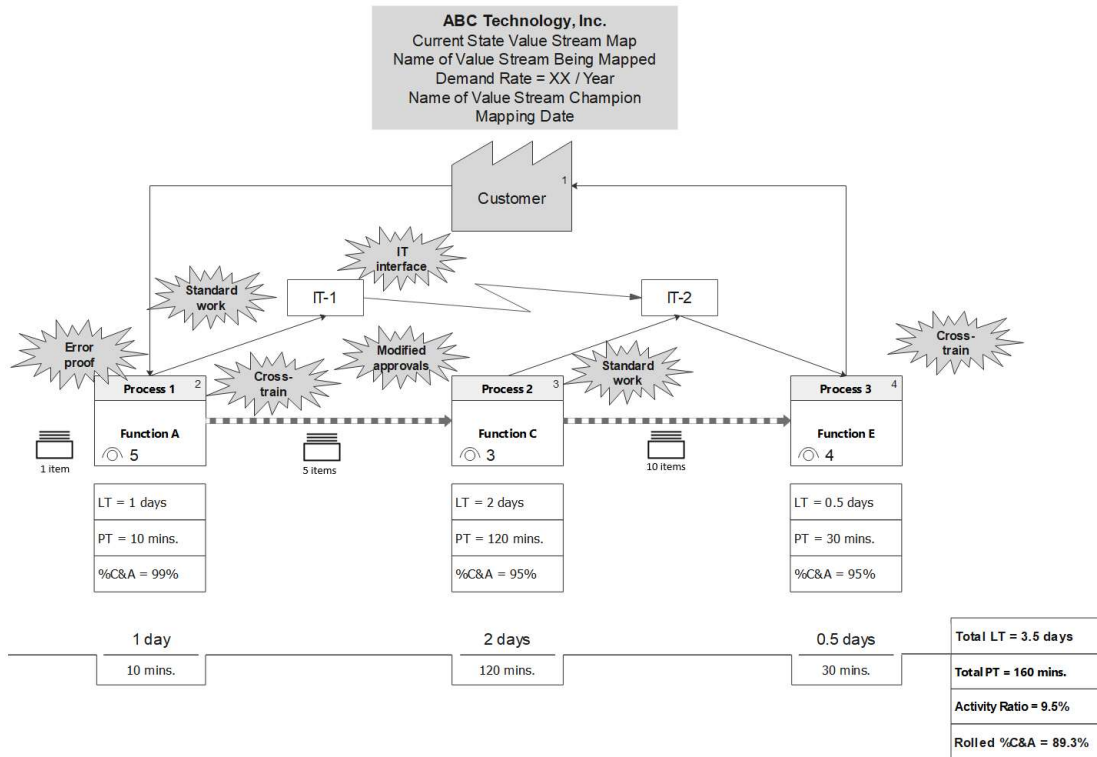 ABC Technology, Inc.
Current State Value Stream Map
Name of Value Stream Being Mapped
Demand Rate = XX / Year
Name of Value Stream Champion
Mapping Date
1
Customer
IT
interface
Standard
work
IT-1
IT-2
Error
proof
Cross-
train
Modified
approvals
Standard
work
Cross-
train
Process 1
2
Function A
5
Process 2
3
Function C
3
Process 3
4
Function E
4
1 item
5 items
10 items
LT = 1 days
PT = 10 mins.
%C&A = 99%
LT = 2 days
PT = 120 mins.
%C&A = 95%
LT = 0.5 days
PT = 30 mins.
%C&A = 95%
1 day
10 mins.
2 days
120 mins.
0.5 days
30 mins.
Total LT = 3.5 days
Total PT = 160 mins.
Activity Ratio = 9.5%
Rolled %C&A = 89.3%